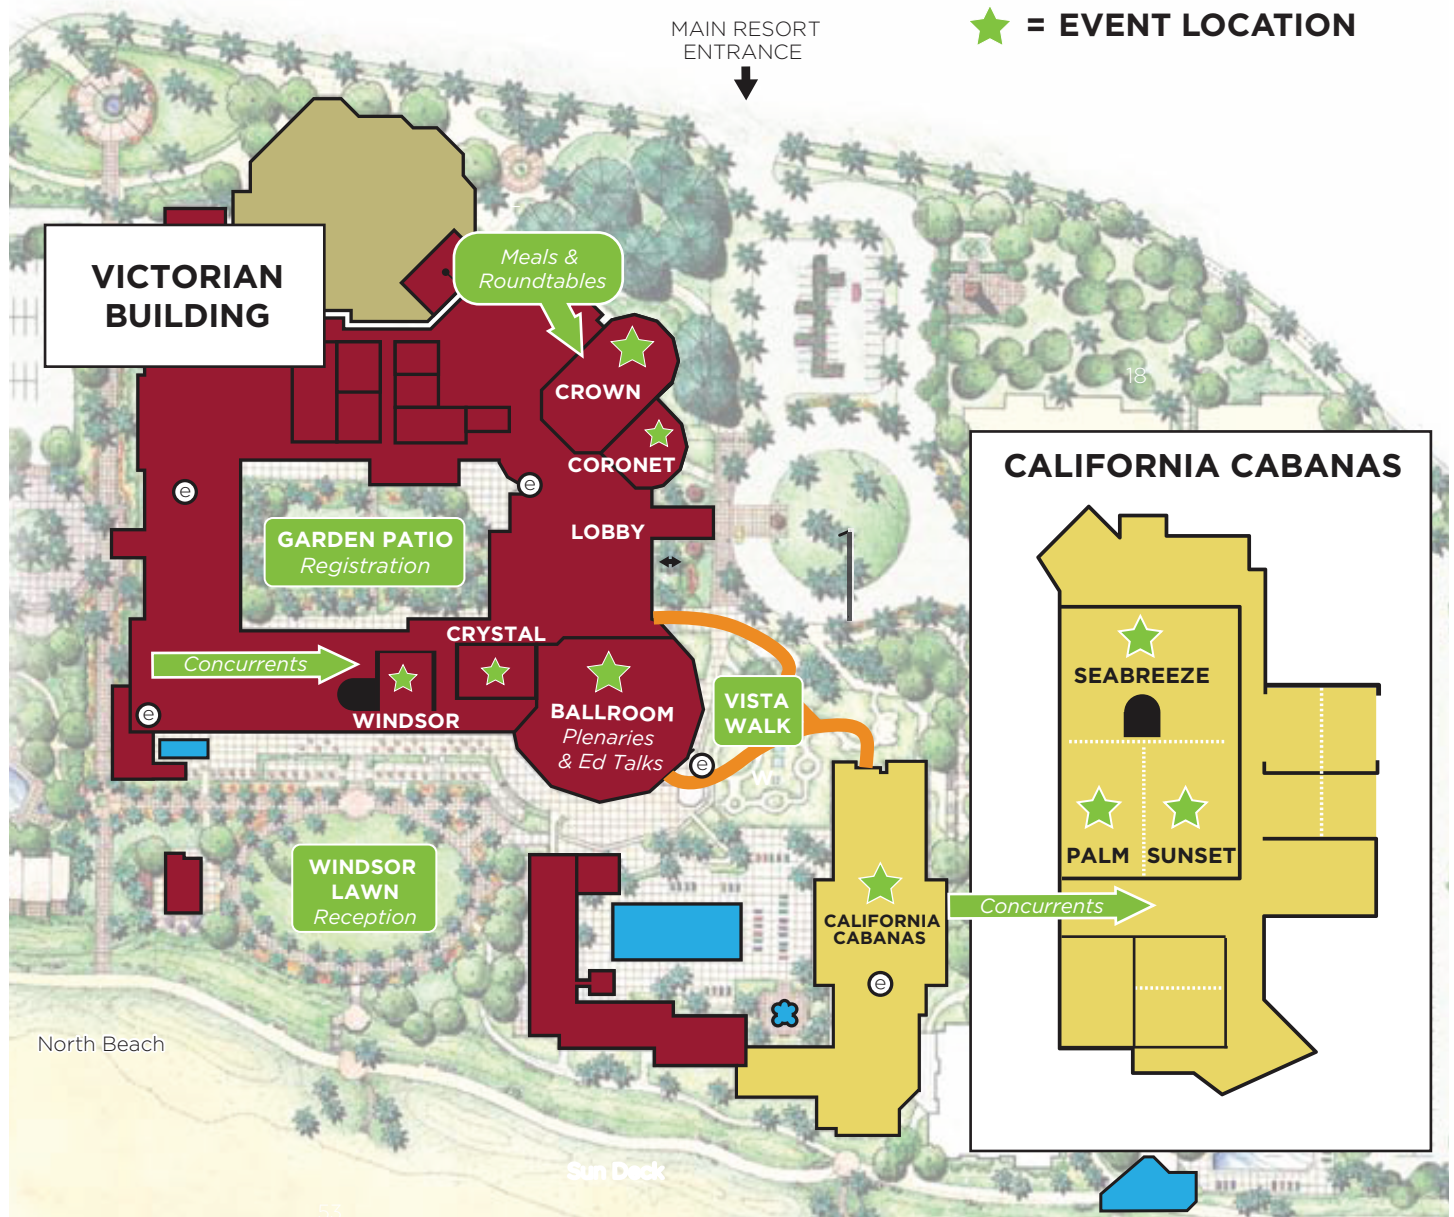 = EVENT LOCATION
MAIN RESORT
ENTRANCE
VICTORIAN
BUILDING
Meals &
Roundtables
CROWN
CORONET
18
CALIFORNIA CABANAS
e
e
LOBBY
GARDEN PATIO
Registration
1
CRYSTAL
Concurrents
WINDSOR
e
BALLROOM
Plenaries
& Ed Talks
VISTA
WALK
e
W
SEABREEZE
PALM
SUNSET
WINDSOR
LAWN
Reception
CALIFORNIA
CABANAS
Concurrents
e
North Beach
Sun Deck